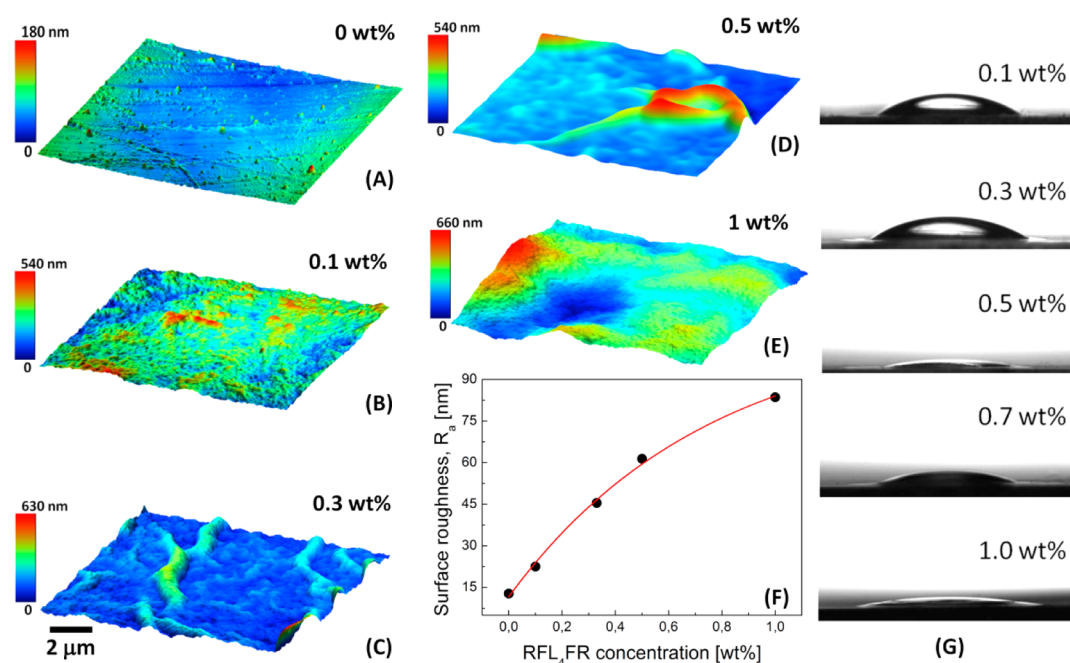 180 nm
0 wt%
0
(A)
540 nm
0.1 wt%
0
(B)
630 nm
0.3 wt%
0
2 μm
(C)
540 nm
0.5 wt%
0
(D)
660 nm
1 wt%
0
(E)
90
75
60
45
30
15
Surface roughness, Ra [nm]
(F)
0,0 0,2 0,4 0,6 0,8 1,0
RFL4FR concentration [wt%]
0.1 wt%
0.3 wt%
0.5 wt%
0.7 wt%
1.0 wt%
(G)